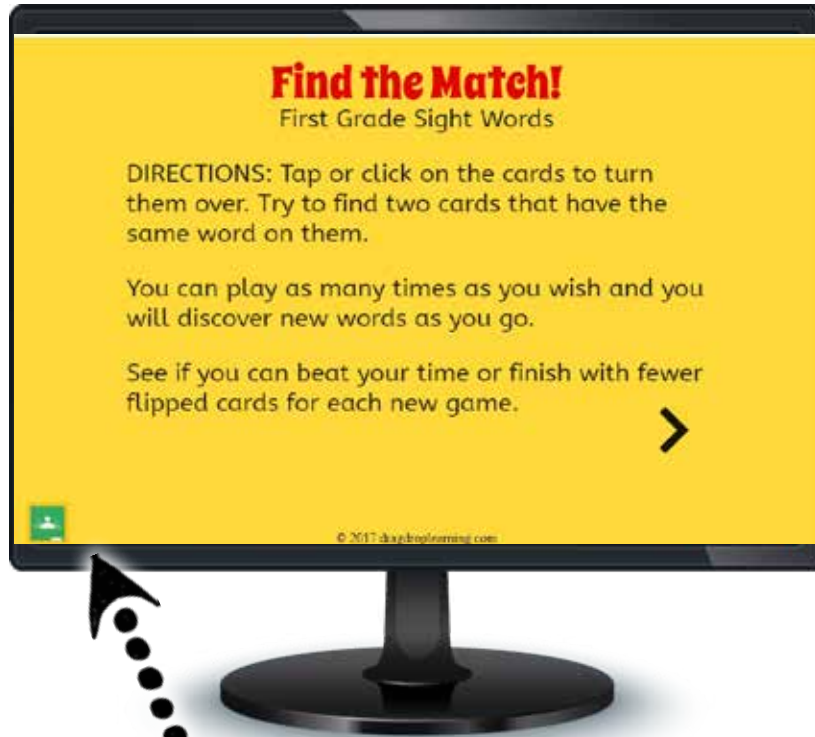 Find the Match!
First Grade Sight Words
DIRECTIONS: Tap or click on the cards to turn
them over. Try to find two cards that have the
same word on them.
You can play as many times as you wish and you
will discover new words as you go.
See if you can beat your time or finish with fewer
flipped cards for each new game.
© 2017 dragdroplearning.com